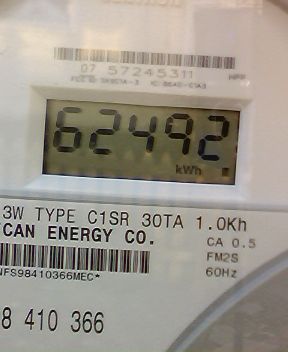 07 57245311
62492
kWh
3W TYPE C1SR 30TA 1.0Kh
CAN ENERGY CO.
CA 0.5
FM2S
60Hz
NFS98410366MEC*
8 410 366